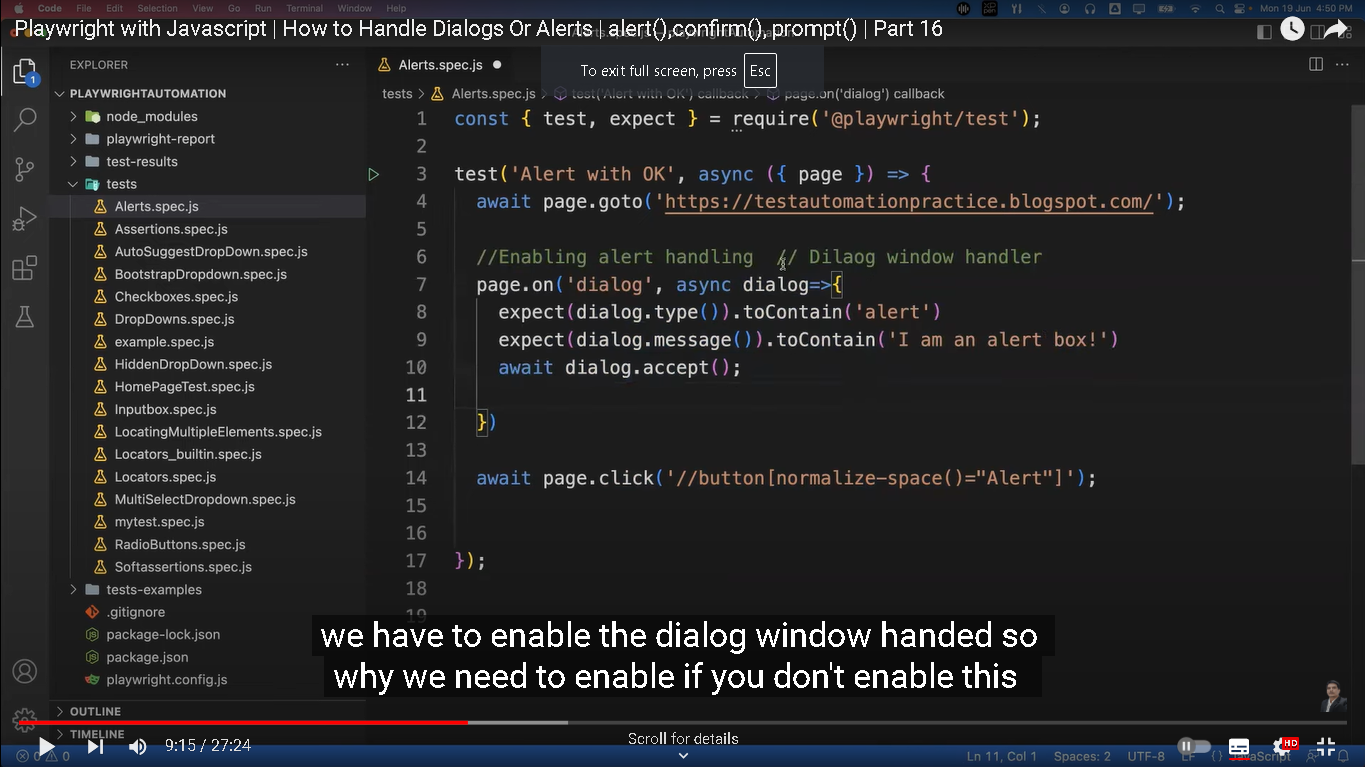 Code File Edit Selection View Go Run Terminal Window Help Mon 19 Jun 4:50 PM
Playwright with Javascript | How to Handle Dialogs Or Alerts | alert(),confirm(), prompt() | Part 16
To exit full screen, press Esc
EXPLORER
1
PLAYWRIGHTAUTOMATION
node_modules
playwright-report
test-results
tests
Alerts.spec.js
Assertions.spec.js
AutoSuggestDropDown.spec.js
BootstrapDropdown.spec.js
Checkboxes.spec.js
DropDowns.spec.js
example.spec.js
HiddenDropDown.spec.js
HomePageTest.spec.js
Inputbox.spec.js
LocatingMultipleElements.spec.js
Locators_builtin.spec.js
Locators.spec.js
MultiSelectDropdown.spec.js
mytest.spec.js
RadioButtons.spec.js
Softassertions.spec.js
tests-examples
.gitignore
package-lock.json
package.json
playwright.config.js
OUTLINE
TIMELINE
Alerts.spec.js
tests > Alerts.spec.js > test('Alert with OK') callback > page.on('dialog') callback
1 const { test, expect } = require('@playwright/test');
2
3 test('Alert with OK', async ({ page }) => {
4 await page.goto('https://testautomationpractice.blogspot.com/');
5
6 //Enabling alert handling // Dilaog window handler
7 page.on('dialog', async dialog=>{
8 expect(dialog.type()).toContain('alert')
9 expect(dialog.message()).toContain('I am an alert box!')
10 await dialog.accept();
11
12 })
13
14 await page.click('//button[normalize-space()="Alert"]');
15
16
17 });
18
19
we have to enable the dialog window handed so
why we need to enable if you don't enable this
9:15 / 27:24
Scroll for details
HD
0 0
Ln 11, Col 1 Spaces: 2 UTF-8 LF {} JavaScript